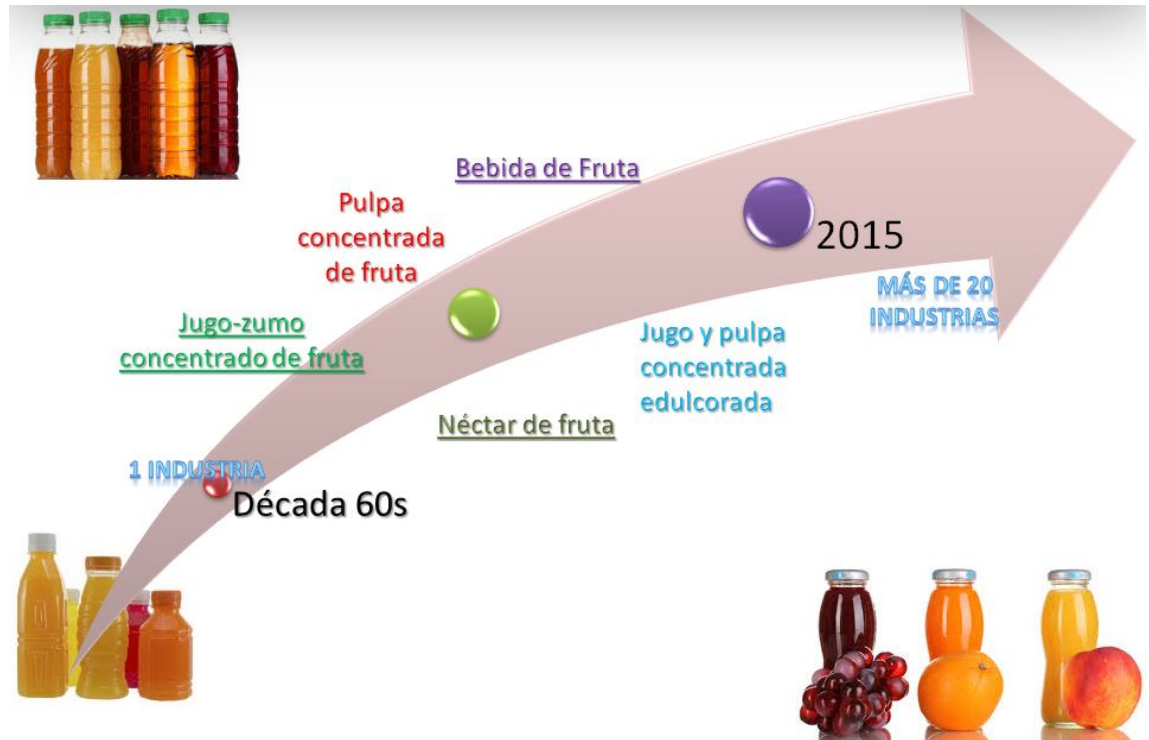 Bebida de Fruta
Pulpa
concentrada
de fruta
2015
MÁS DE 20
INDUSTRIAS
Jugo-zumo
concentrado de fruta
Jugo y pulpa
concentrada
edulcorada
Néctar de fruta
1 INDUSTRIA
Década 60s